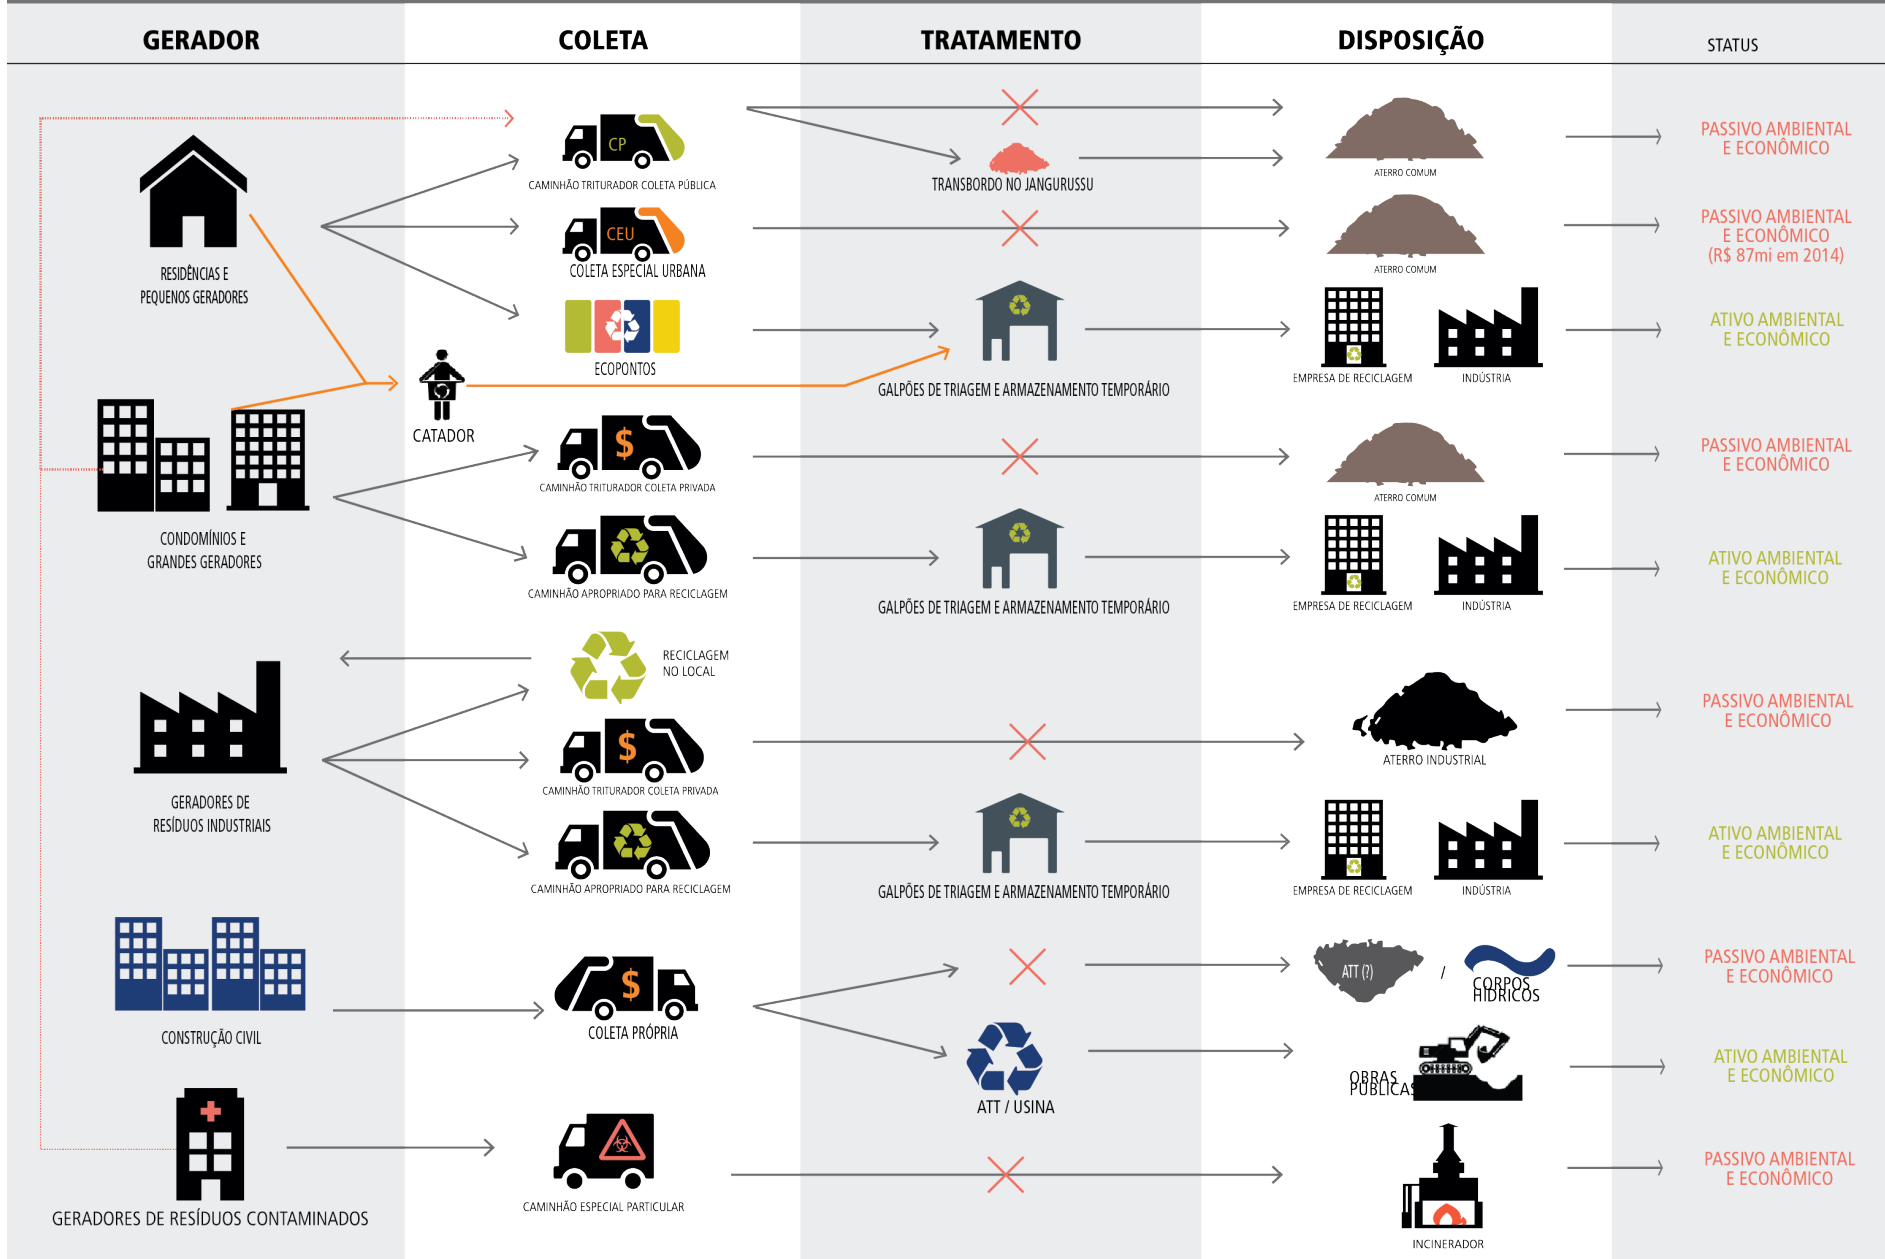 GERADOR
COLETA
TRATAMENTO
DISPOSIÇÃO
STATUS
CP
CAMINHÃO TRITURADOR COLETA PÚBLICA
TRANSBORDO NO JANGURUSSU
ATERRO COMUM
PASSIVO AMBIENTAL
E ECONÔMICO
RESIDÊNCIAS E
PEQUENOS GERADORES
CEU
COLETA ESPECIAL URBANA
ATERRO COMUM
PASSIVO AMBIENTAL
E ECONÔMICO
(R$ 87mi em 2014)
ECOPONTOS
GALPÕES DE TRIAGEM E ARMAZENAMENTO TEMPORÁRIO
EMPRESA DE RECICLAGEM
INDÚSTRIA
ATIVO AMBIENTAL
E ECONÔMICO
CATADOR
CONDOMÍNIOS E
GRANDES GERADORES
$
CAMINHÃO TRITURADOR COLETA PRIVADA
ATERRO COMUM
PASSIVO AMBIENTAL
E ECONÔMICO
CAMINHÃO APROPRIADO PARA RECICLAGEM
GALPÕES DE TRIAGEM E ARMAZENAMENTO TEMPORÁRIO
EMPRESA DE RECICLAGEM
INDÚSTRIA
ATIVO AMBIENTAL
E ECONÔMICO
RECICLAGEM
NO LOCAL
GERADORES DE
RESÍDUOS INDUSTRIAIS
$
CAMINHÃO TRITURADOR COLETA PRIVADA
ATERRO INDUSTRIAL
PASSIVO AMBIENTAL
E ECONÔMICO
CAMINHÃO APROPRIADO PARA RECICLAGEM
GALPÕES DE TRIAGEM E ARMAZENAMENTO TEMPORÁRIO
EMPRESA DE RECICLAGEM
INDÚSTRIA
ATIVO AMBIENTAL
E ECONÔMICO
CONSTRUÇÃO CIVIL
$
COLETA PRÓPRIA
ATT (?)
/
CORPOS
HÍDRICOS
PASSIVO AMBIENTAL
E ECONÔMICO
ATT / USINA
OBRAS
PÚBLICAS
ATIVO AMBIENTAL
E ECONÔMICO
GERADORES DE RESÍDUOS CONTAMINADOS
CAMINHÃO ESPECIAL PARTICULAR
INCINERADOR
PASSIVO AMBIENTAL
E ECONÔMICO